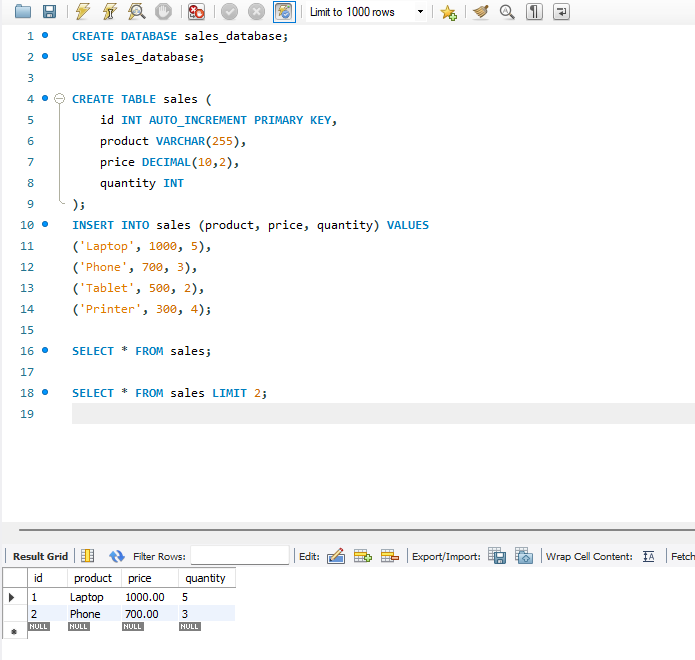 Limit to 1000 rows
1 CREATE DATABASE sales_database;
2 USE sales_database;
3
4 CREATE TABLE sales (
5 id INT AUTO_INCREMENT PRIMARY KEY,
6 product VARCHAR(255),
7 price DECIMAL(10,2),
8 quantity INT
9 );
10 INSERT INTO sales (product, price, quantity) VALUES
11 ('Laptop', 1000, 5),
12 ('Phone', 700, 3),
13 ('Tablet', 500, 2),
14 ('Printer', 300, 4);
15
16 SELECT * FROM sales;
17
18 SELECT * FROM sales LIMIT 2;
19
Result Grid Filter Rows: Edit: Export/Import: Wrap Cell Content: IA Fetch
id product price quantity
1 Laptop 1000.00 5
2 Phone 700.00 3
NULL NULL NULL NULL